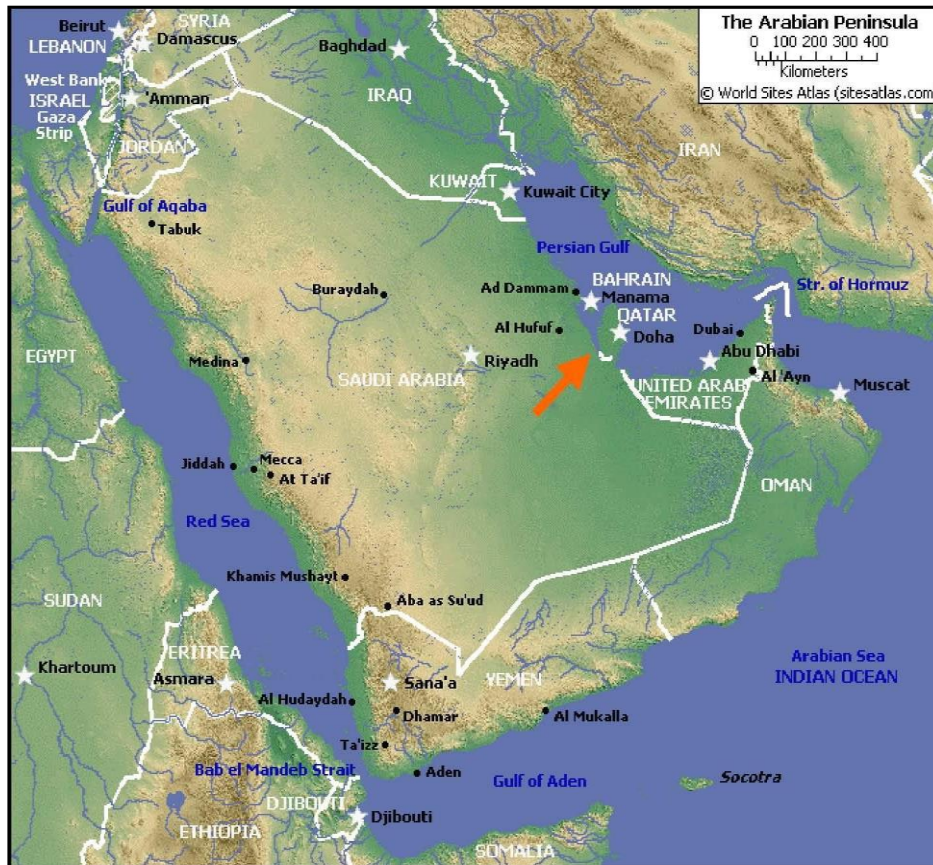 The Arabian Peninsula
0 100 200 300 400
Kilometers
© World Sites Atlas (sitesatlas.com
Beirut
SYRIA
LEBANON
Damascus
Baghdad
West Bank
ISRAEL
'Amman
IRAQ
Gaza
Strip
JORDAN
IRAN
KUWAIT
Kuwait City
Gulf of Aqaba
Tabuk
Persian Gulf
BAHRAIN
Str. of Hormuz
Buraydah
Ad Dammam
Manama
QATAR
Al Hufuf
Doha
Dubai
EGYPT
Medina
Riyadh
Abu Dhabi
SAUDI ARABIA
Al 'Ayn
UNITED ARAB
EMIRATES
Muscat
Jiddah
Mecca
At Ta'if
OMAN
Red Sea
Khamis Mushayt
SUDAN
Aba as Su'ud
ERITREA
Arabian Sea
Khartoum
Asmara
Sana'a
YEMEN
INDIAN OCEAN
Al Hudaydah
Dhamar
Al Mukalla
Ta'izz
Bab el Mandeb Strait
Aden
Gulf of Aden
Socotra
DJIBOUTI
Djibouti
ETHIOPIA
SOMALIA